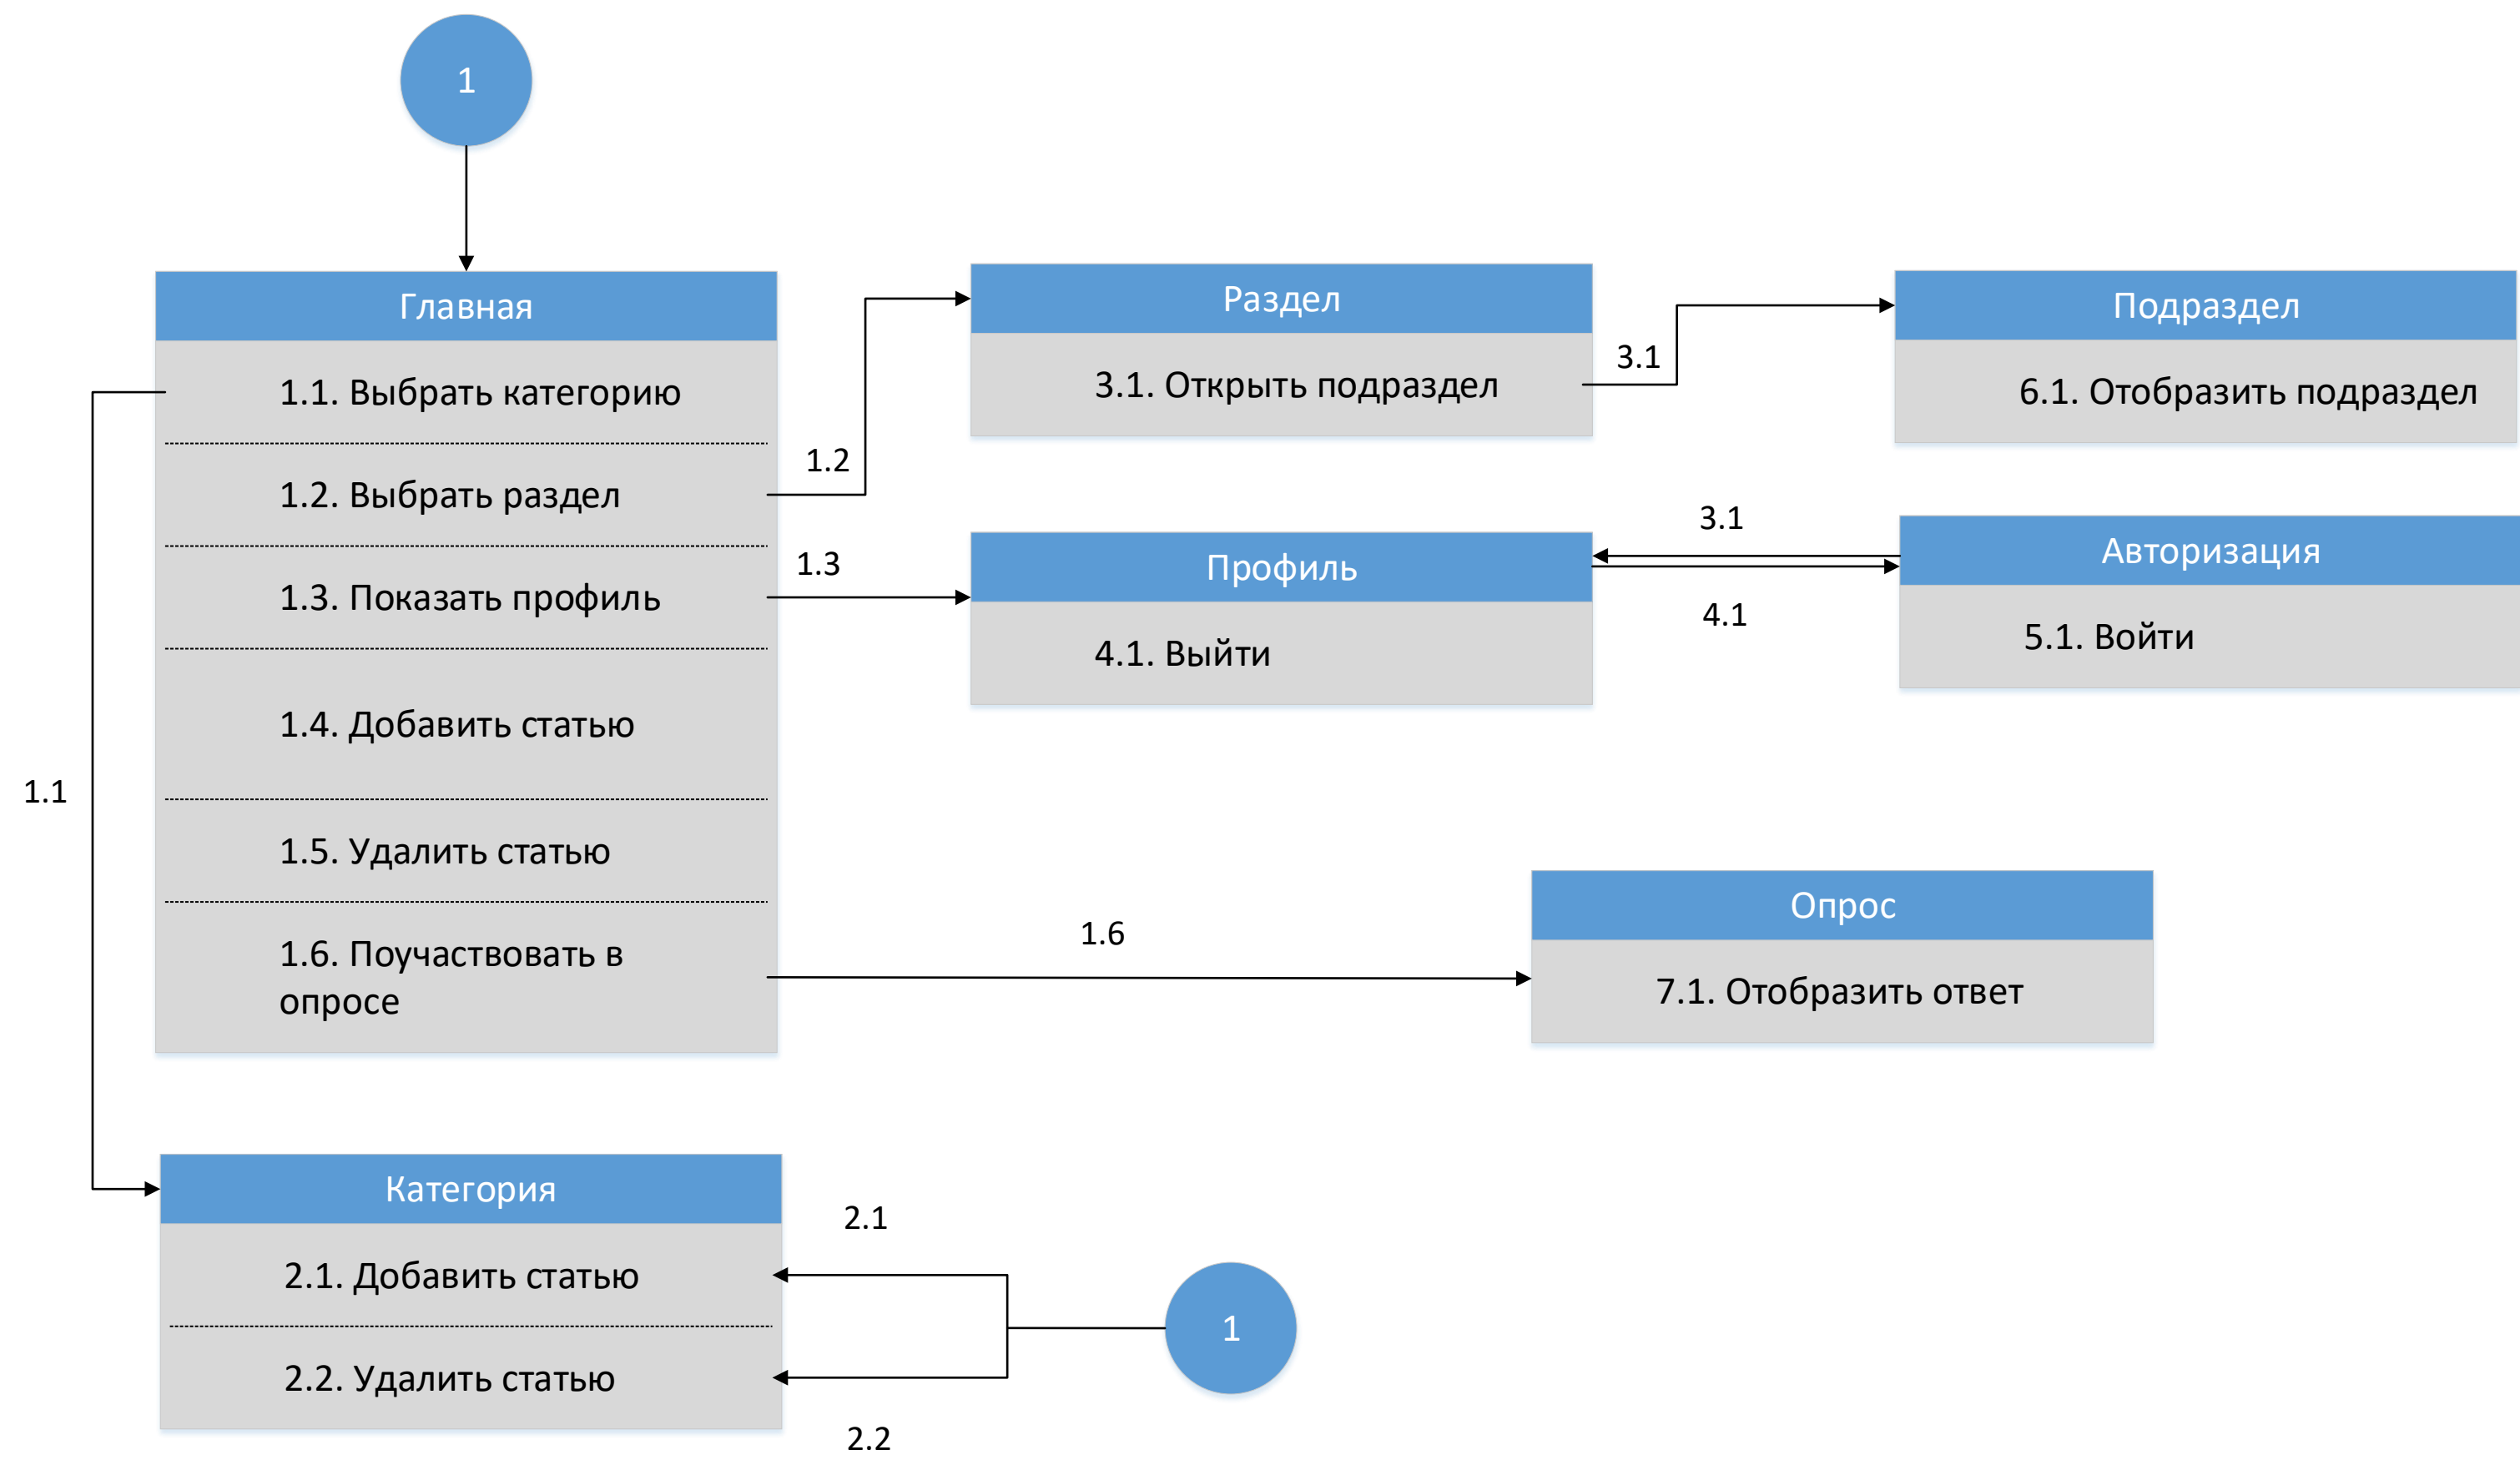 1
Главная
1.1. Выбрать категорию
1.2. Выбрать раздел
1.3. Показать профиль
1.4. Добавить статью
1.5. Удалить статью
1.6. Поучаствовать в
опросе
1.1
1.2
Раздел
3.1. Открыть подраздел
3.1
Подраздел
6.1. Отобразить подраздел
1.3
Профиль
4.1. Выйти
3.1
4.1
Авторизация
5.1. Войти
1.6
Опрос
7.1. Отобразить ответ
Категория
2.1. Добавить статью
2.2. Удалить статью
2.1
2.2
1